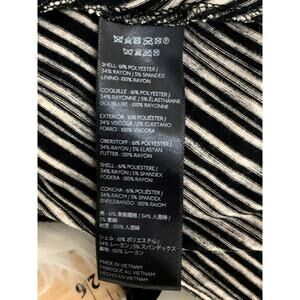 SHELL: 61% POLYESTER /
34% RAYON / 5% SPANDEX
LINING : 100% RAYON
COQUILLE : 61% POLYESTER /
34% RAYONNE / 5% ÉLASTHANNE
DOUBLURE : 100% RAYONNE
EXTERIOR : 61% POLIÉSTER /
34% VISCOSA / 5% ELASTANO
FORRO : 100% VISCOSA
OBERSTOFF : 61% POLYESTER /
34% RAYON / 5% ELASTAN
FUTTER : 100% RAYON
SHELL : 61% POLIESTERE /
34% RAYON / 5% SPANDEX
FODERA : 100% RAYON
CONCHA : 61% POLIÉSTER /
34% RAYON / 5% SPANDEX
ENFORRANDO : 100% RAYON
シェル : 61% ポリエステル /
34% レーヨン / 5% スパンデックス
裏地 : 100% レーヨン
MADE IN VIETNAM
FABRIQUÉ AU VIETNAM
HECHO EN VIETNAM
26